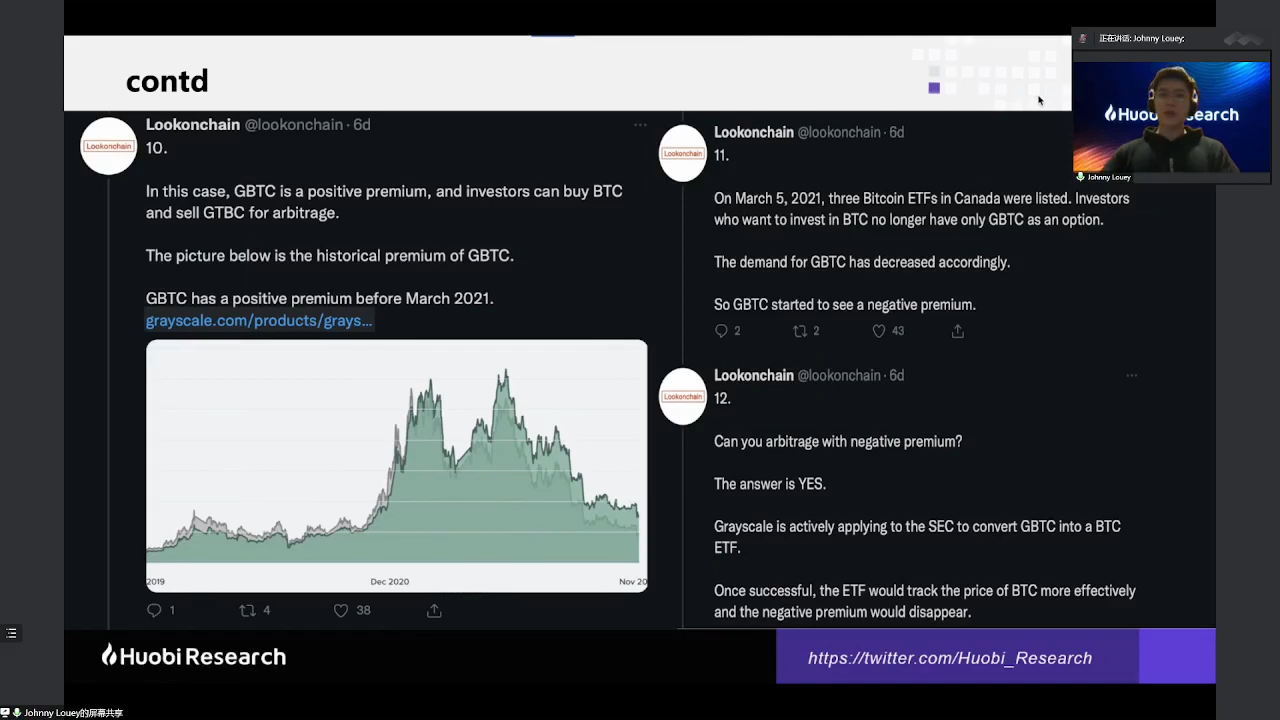 contd
正在讲话: Johnny Louey;
Huobi Research
Johnny Louey
Lookonchain @lookonchain · 6d
Lookonchain
10.
In this case, GBTC is a positive premium, and investors can buy BTC
and sell GTBC for arbitrage.
The picture below is the historical premium of GBTC.
GBTC has a positive premium before March 2021.
grayscale.com/products/grays...
2019
Dec 2020
Nov 20
1
4
38
Lookonchain @lookonchain · 6d
Lookonchain
11.
On March 5, 2021, three Bitcoin ETFs in Canada were listed. Investors
who want to invest in BTC no longer have only GBTC as an option.
The demand for GBTC has decreased accordingly.
So GBTC started to see a negative premium.
2
2
43
Lookonchain @lookonchain · 6d
Lookonchain
12.
Can you arbitrage with negative premium?
The answer is YES.
Grayscale is actively applying to the SEC to convert GBTC into a BTC
ETF.
Once successful, the ETF would track the price of BTC more effectively
and the negative premium would disappear.
Huobi Research
https://twitter.com/Huobi_Research
Johnny Louey的屏幕共享